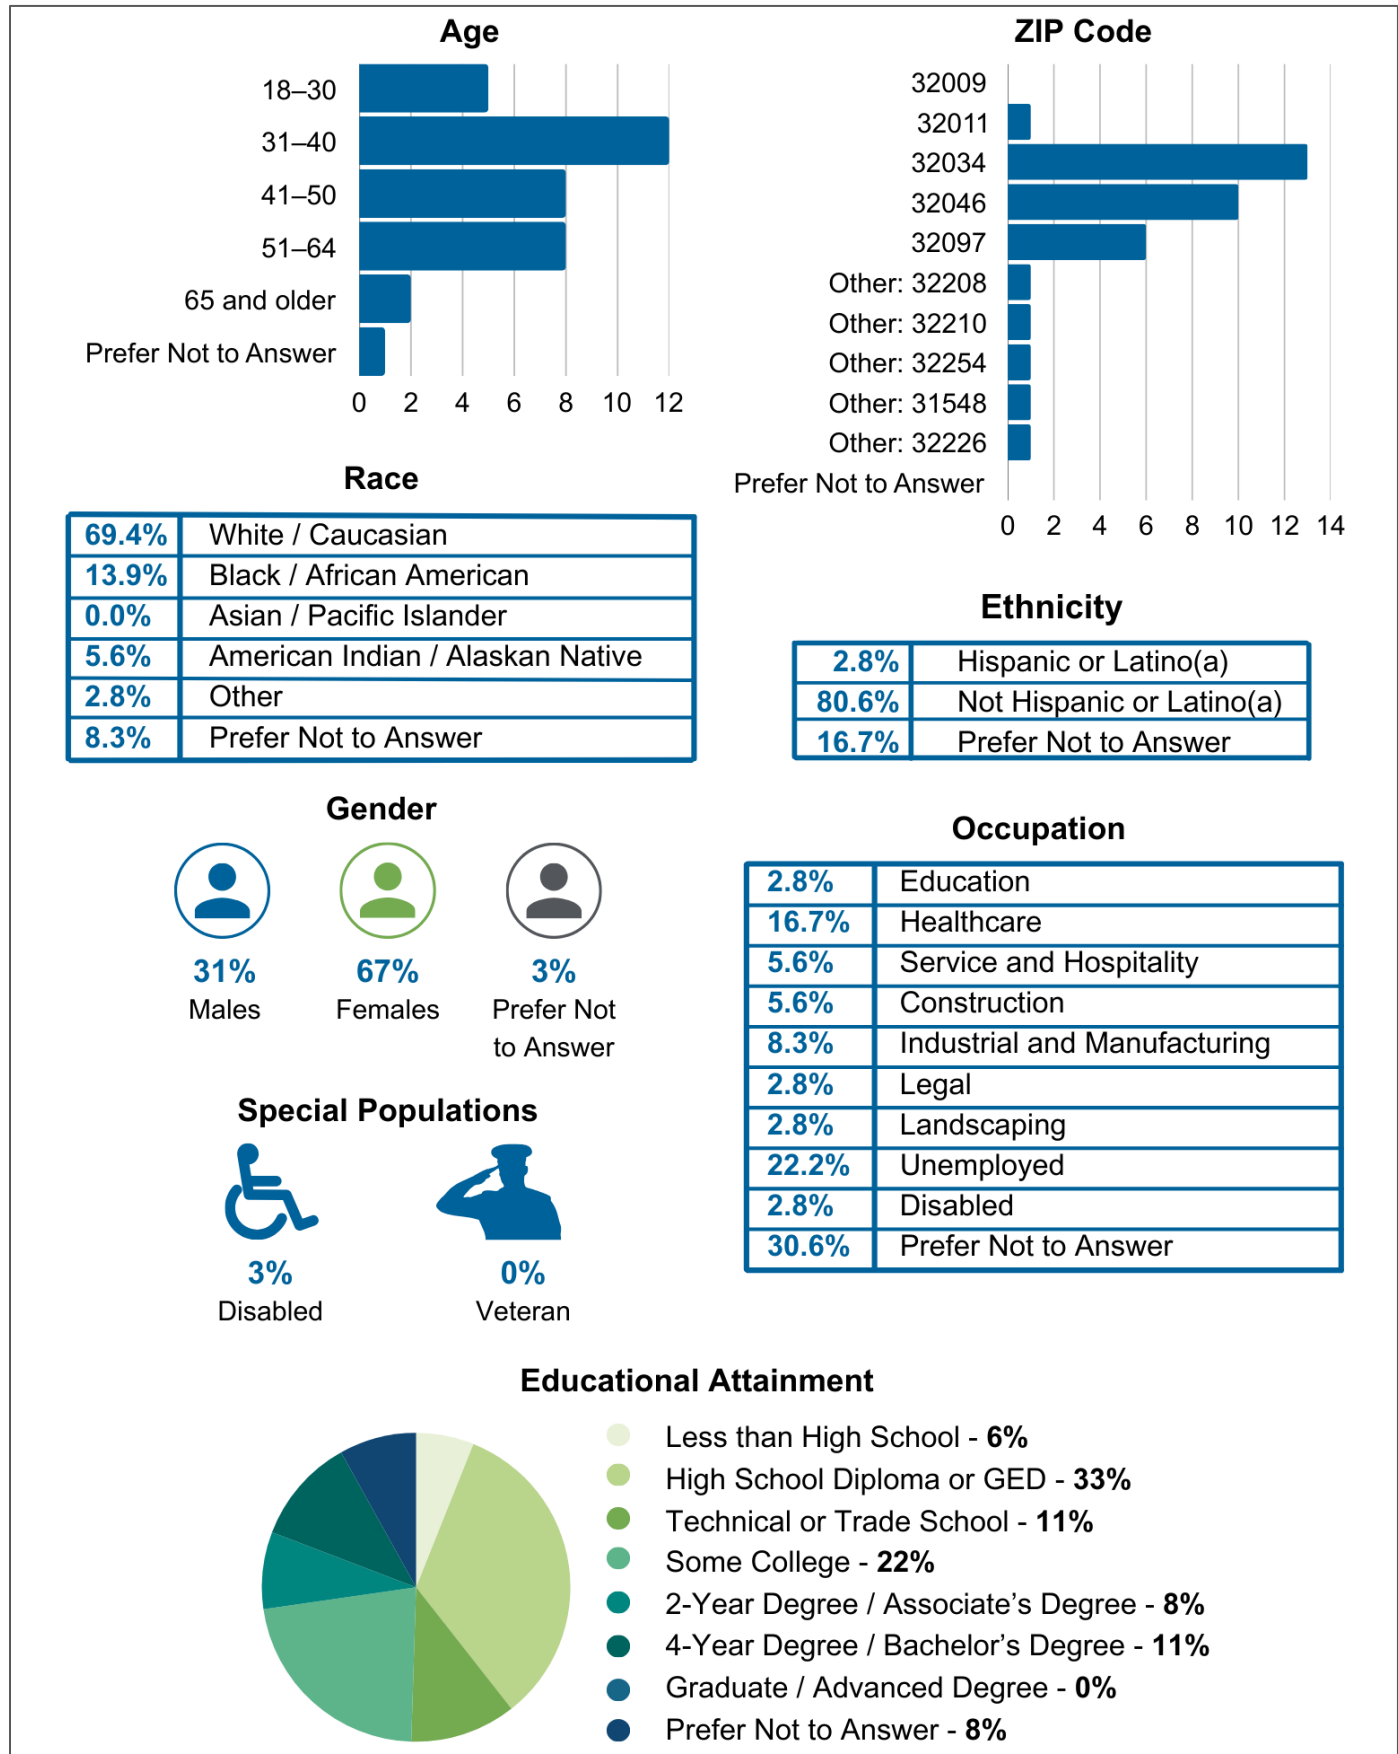 Age
18–30
31–40
41–50
51–64
65 and older
Prefer Not to Answer
0 2 4 6 8 10 12
ZIP Code
32009
32011
32034
32046
32097
Other: 32208
Other: 32210
Other: 32254
Other: 31548
Other: 32226
Prefer Not to Answer
0 2 4 6 8 10 12 14
Race
69.4% White / Caucasian
13.9% Black / African American
0.0% Asian / Pacific Islander
5.6% American Indian / Alaskan Native
2.8% Other
8.3% Prefer Not to Answer
Ethnicity
2.8% Hispanic or Latino(a)
80.6% Not Hispanic or Latino(a)
16.7% Prefer Not to Answer
Gender
31% 67% 3%
Males Females Prefer Not
to Answer
Occupation
2.8% Education
16.7% Healthcare
5.6% Service and Hospitality
5.6% Construction
8.3% Industrial and Manufacturing
2.8% Legal
2.8% Landscaping
22.2% Unemployed
2.8% Disabled
30.6% Prefer Not to Answer
Special Populations
3% 0%
Disabled Veteran
Educational Attainment
Less than High School - 6%
High School Diploma or GED - 33%
Technical or Trade School - 11%
Some College - 22%
2-Year Degree / Associate’s Degree - 8%
4-Year Degree / Bachelor’s Degree - 11%
Graduate / Advanced Degree - 0%
Prefer Not to Answer - 8%